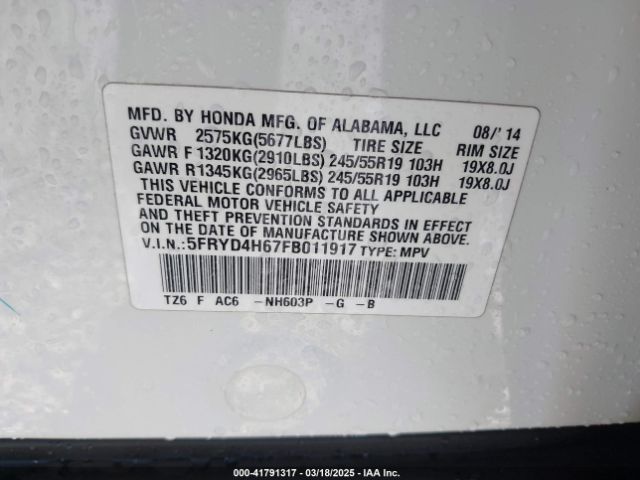 MFD. BY HONDA MFG. OF ALABAMA, LLC 08/'14
GVWR 2575KG(5677LBS) TIRE SIZE RIM SIZE
GAWR F 1320KG(2910LBS) 245/55R19 103H 19X8.0J
GAWR R1345KG(2965LBS) 245/55R19 103H 19X8.0J
THIS VEHICLE CONFORMS TO ALL APPLICABLE
FEDERAL MOTOR VEHICLE SAFETY
AND THEFT PREVENTION STANDARDS IN EFFECT
ON THE DATE OF MANUFACTURE SHOWN ABOVE.
V.I.N.:5FRYD4H67FB011917 TYPE: MPV
TZ6 F AC6 -NH603P -G -B
000-41791317 - 03/18/2025 - IAA Inc.